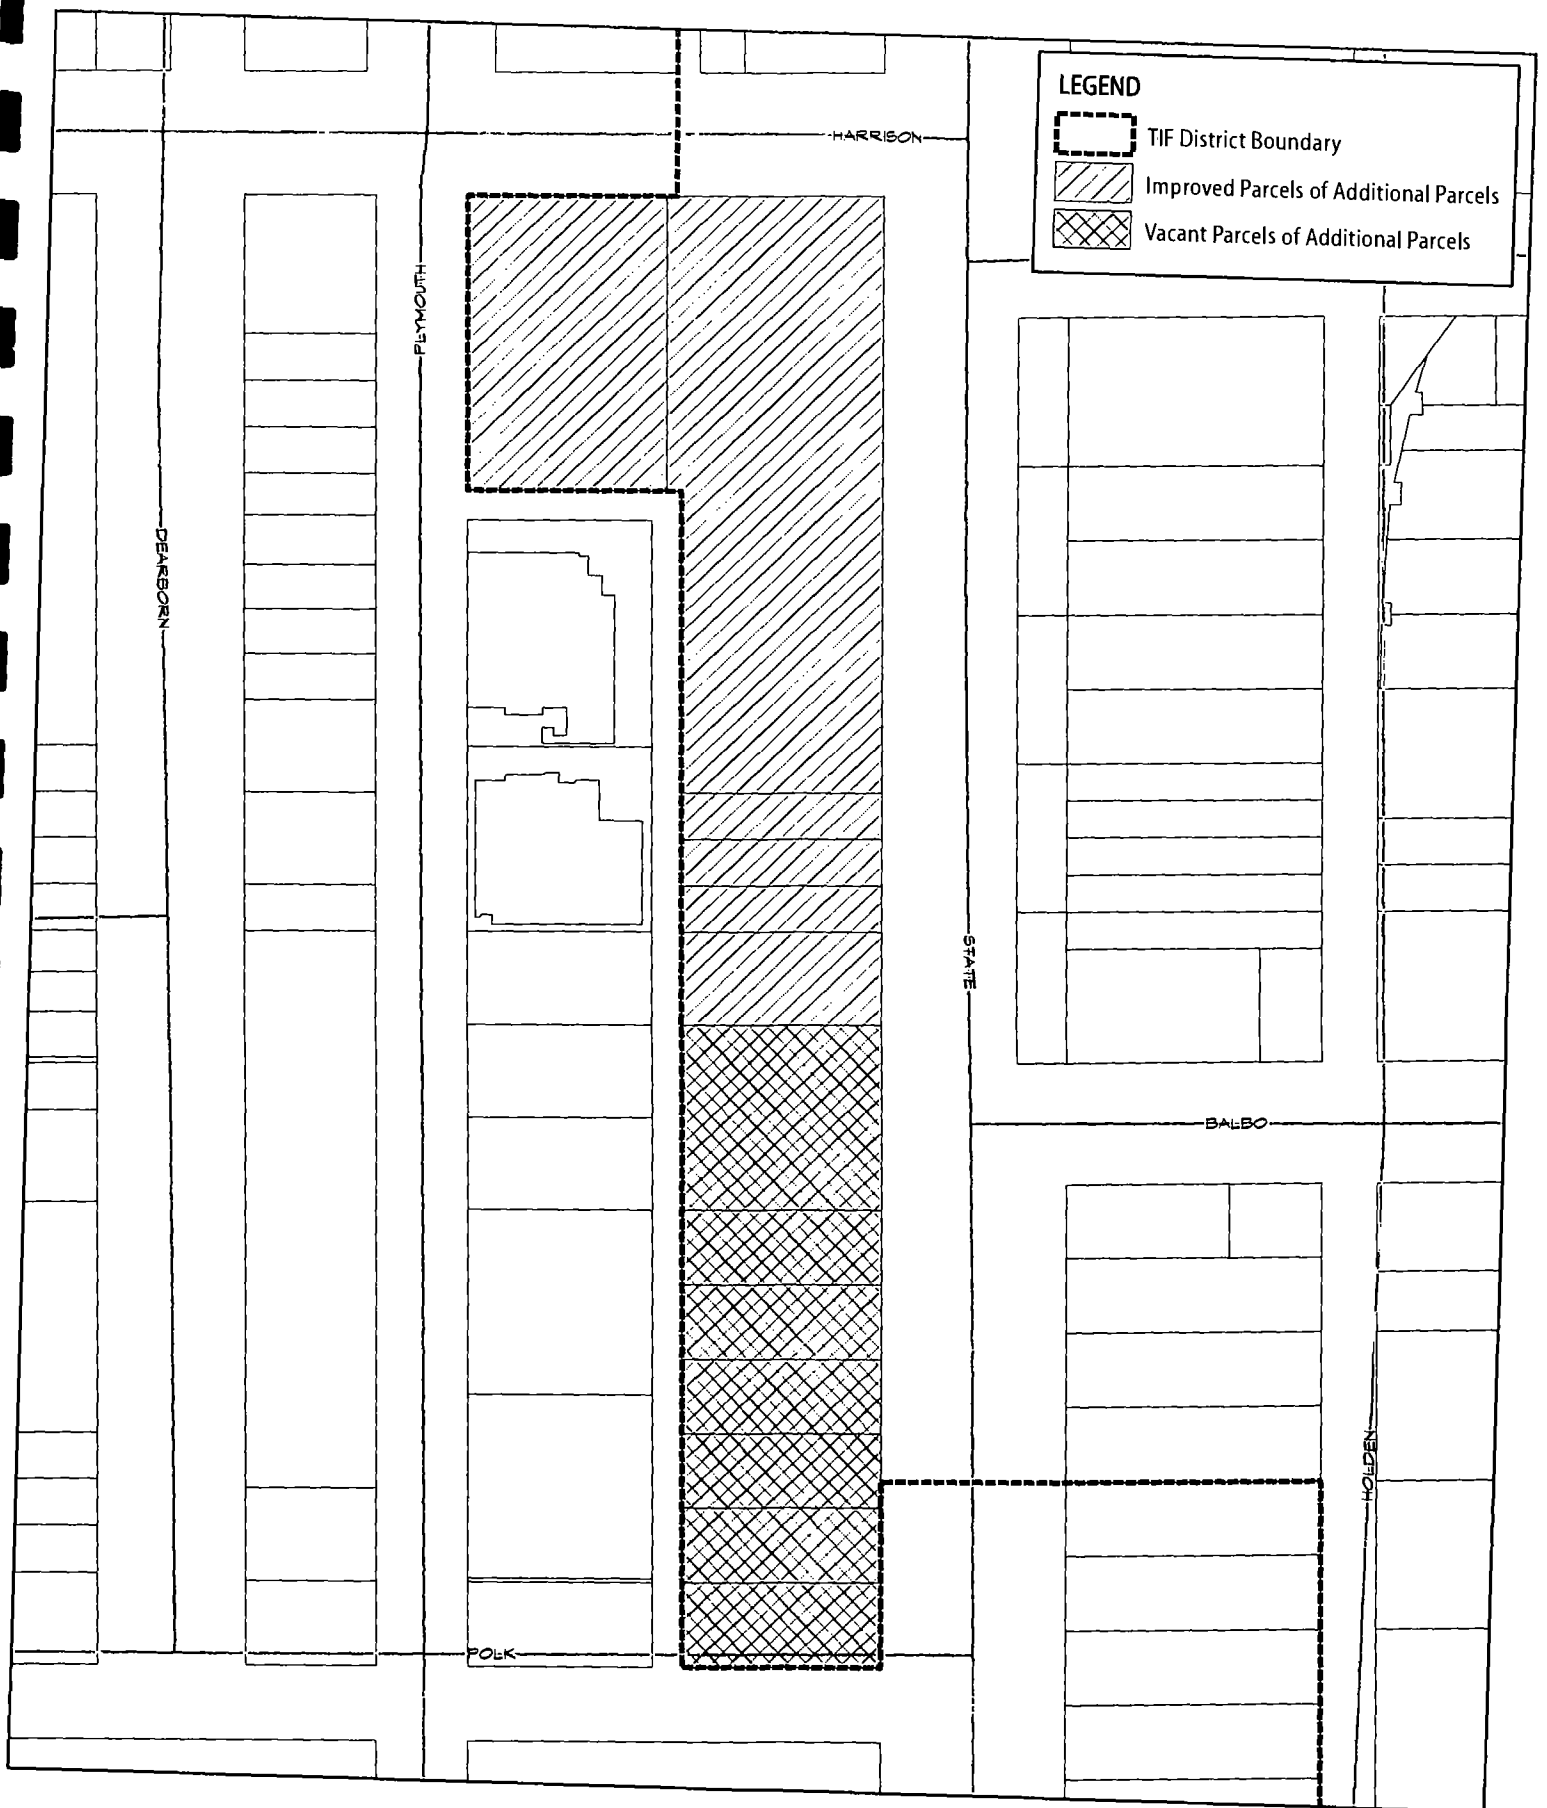 LEGEND
TIF District Boundary
Improved Parcels of Additional Parcels
Vacant Parcels of Additional Parcels
HARRISON
PLYMOUTH
DEARBORN
STATE
BALBO
HOLDEN
POLK